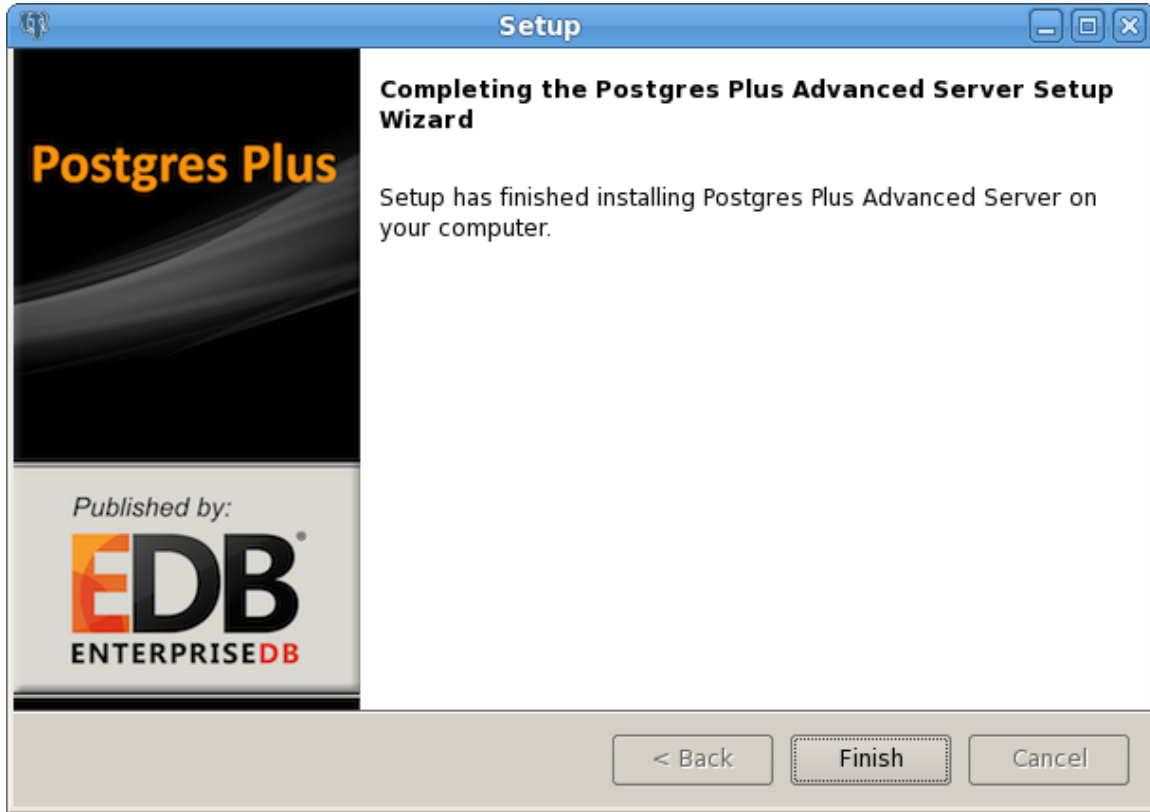 Setup
Postgres Plus
Completing the Postgres Plus Advanced Server Setup
Wizard
Setup has finished installing Postgres Plus Advanced Server on
your computer.
Published by:
EDB®
ENTERPRISEDB
< Back
Finish
Cancel